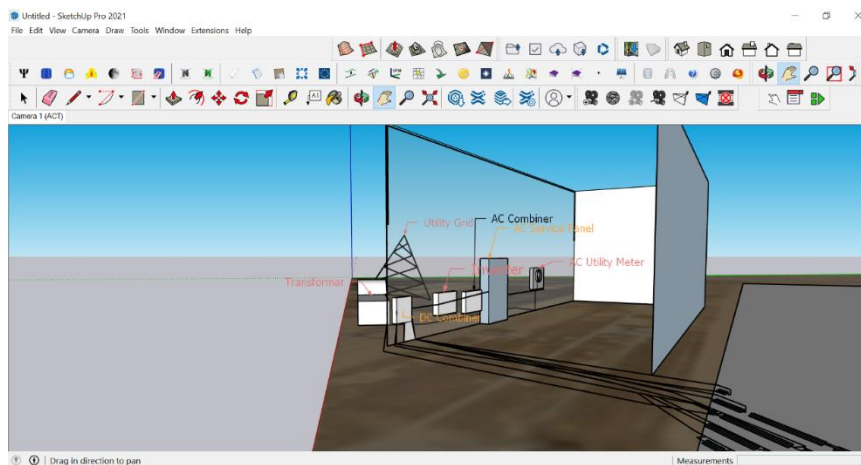 Untitled - SketchUp Pro 2021
File Edit View Camera Draw Tools Window Extensions Help
Camera 1 (ACT)
AC Combiner
Utility Grid
AC Service Panel
AC Utility Meter
Inverter
Transformar
DC Combiner
Drag in direction to pan
Measurements